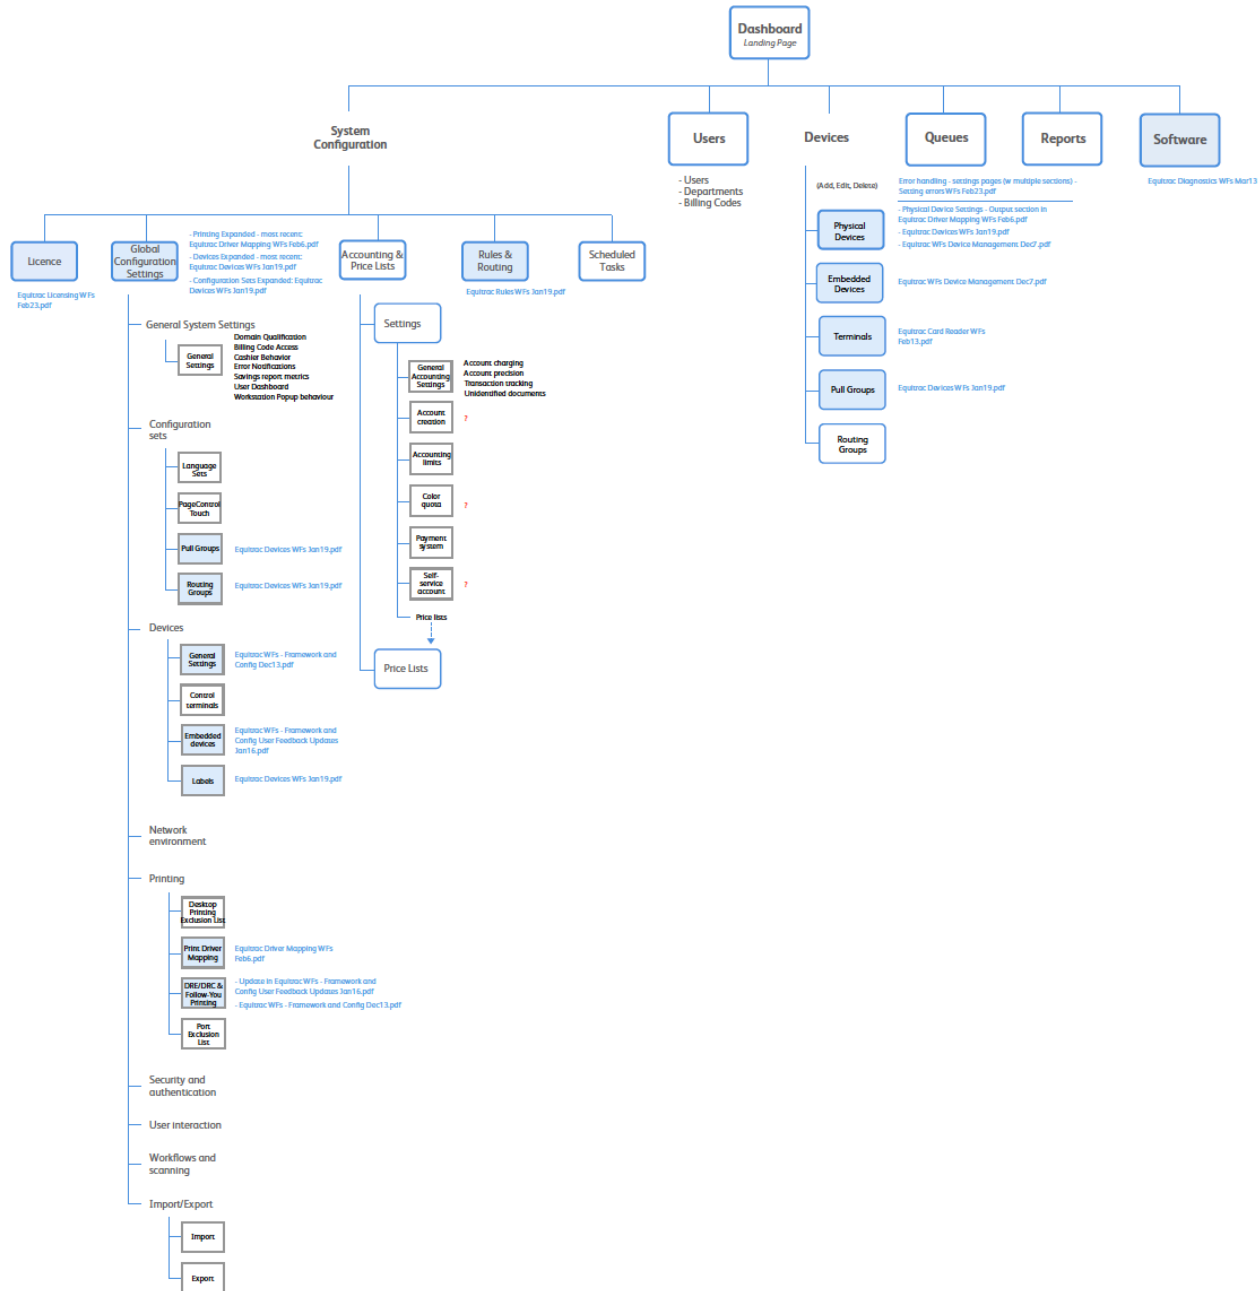 Dashboard
Landing Page
System
Configuration
Users
Devices
Queues
Reports
Software
- Users
- Departments
- Billing Codes
(Add, Edit, Delete)
Error handling - settings pages (w multiple sections) -
Setting errors WFs Feb23.pdf
Equitrac Diagnostics WFs Mar13
- Physical Device Settings - Output section in
Equitrac Driver Mapping WFs Feb6.pdf
- Equitrac Devices WFs Jan19.pdf
- Equitrac WFs Device Management Dec7.pdf
Physical
Devices
Embedded
Devices
Equitrac WFs Device Management Dec7.pdf
Terminals
Equitrac Card Reader WFs
Feb13.pdf
Pull Groups
Equitrac Devices WFs Jan19.pdf
Routing
Groups
Licence
Equitrac Licensing WFs
Feb23.pdf
Global
Configuration
Settings
- Printing Expanded - most recent:
Equitrac Driver Mapping WFs Feb6.pdf
- Devices Expanded - most recent:
Equitrac Devices WFs Jan19.pdf
- Configuration Sets Expanded: Equitrac
Devices WFs Jan19.pdf
Accounting &
Price Lists
Rules &
Routing
Equitrac Rules WFs Jan19.pdf
Scheduled
Tasks
General System Settings
General
Settings
Domain Qualification
Billing Code Access
Cashier Behavior
Error Notifications
Savings report metrics
User Dashboard
Workstation Popup behaviour
Configuration
sets
Language
Sets
PageControl
Touch
Pull Groups
Equitrac Devices WFs Jan19.pdf
Routing
Groups
Equitrac Devices WFs Jan19.pdf
Devices
General
Settings
Equitrac WFs - Framework and
Config Dec13.pdf
Control
terminals
Embedded
devices
Equitrac WFs - Framework and
Config User Feedback Updates
Jan16.pdf
Labels
Equitrac Devices WFs Jan19.pdf
Network
environment
Printing
Desktop
Printing
Exclusion List
Print Driver
Mapping
Equitrac Driver Mapping WFs
Feb6.pdf
DRE/DRC &
Follow-You
Printing
- Update in Equitrac WFs - Framework and
Config User Feedback Updates Jan16.pdf
- Equitrac WFs - Framework and Config Dec13.pdf
Port
Exclusion
List
Security and
authentication
User interaction
Workflows and
scanning
Import/Export
Import
Export
Settings
General
Accounting
Settings
Account charging
Account precision
Transaction tracking
Unidentified documents
Account
creation
?
Accounting
limits
Color
quota
?
Payment
system
Self-
service
account
?
Price lists
Price Lists